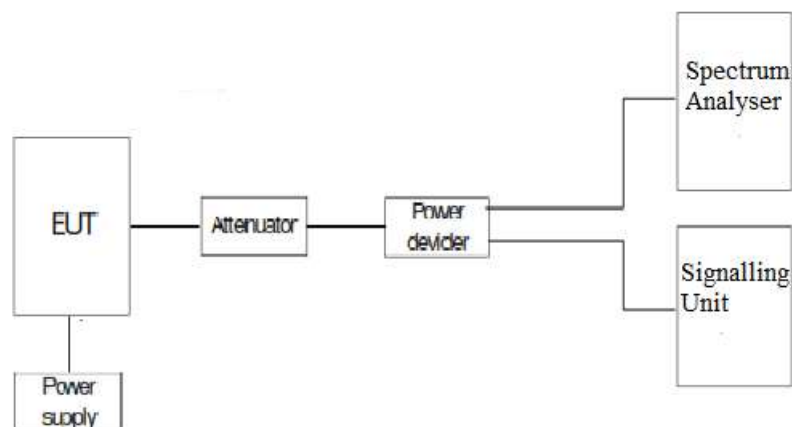 Spectrum
Analyser
EUT
Attenuator
Power
devider
Signalling
Unit
Power
supply